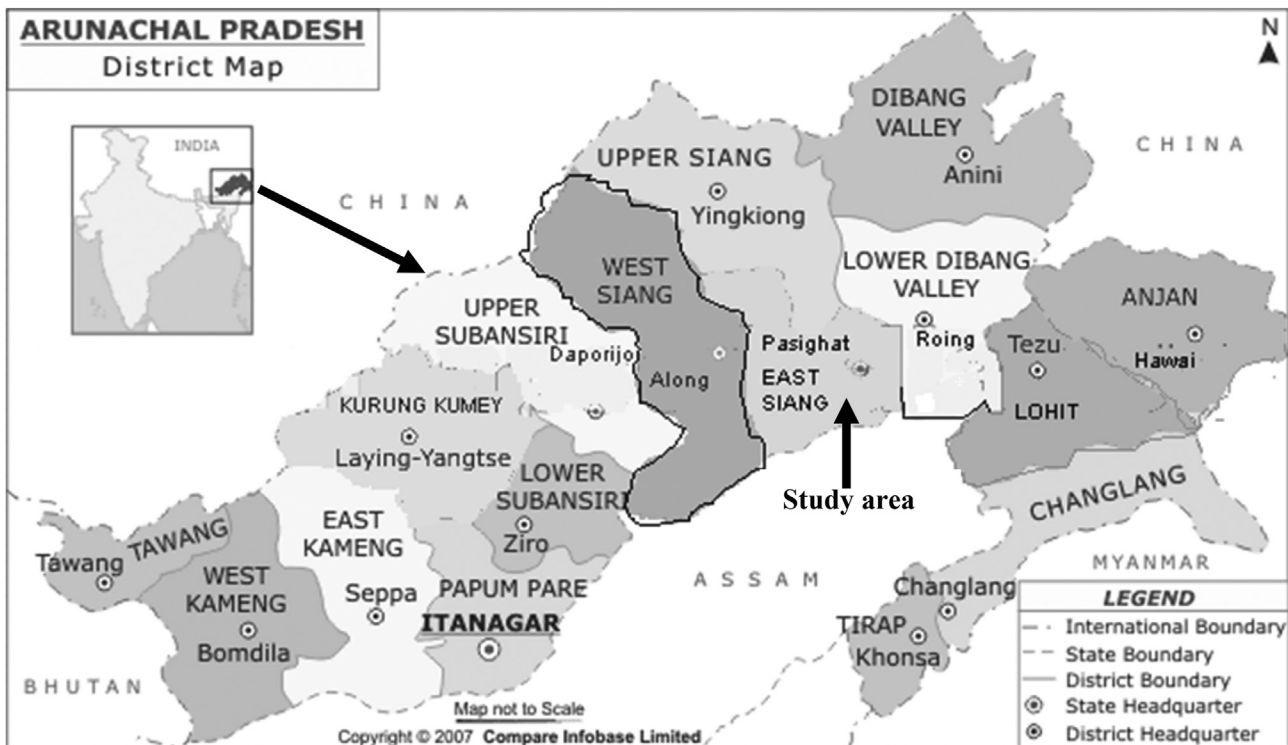 ARUNACHAL PRADESH
District Map
N
INDIA
CHINA
CHINA
DIBANG
VALLEY
Anini
UPPER SIANG
Yingkiong
WEST
SIANG
LOWER DIBANG
VALLEY
Roing
ANJAN
Hawai
UPPER
SUBANSIRI
Daporijo
Along
Pasighat
EAST
SIANG
Tezu
LOHIT
KURUNG KUMEY
Laying-Yangtse
LOWER
SUBANSIRI
Ziro
Study area
CHANGLANG
Changlang
EAST
KAMENG
Seppa
TAWANG
Tawang
WEST
KAMENG
Bomdila
PAPUM PARE
ITANAGAR
ASSAM
MYANMAR
TIRAP
Khonsa
BHUTAN
LEGEND
International Boundary
State Boundary
District Boundary
State Headquarter
District Headquarter
Map not to Scale
Copyright © 2007 Compare Infobase Limited